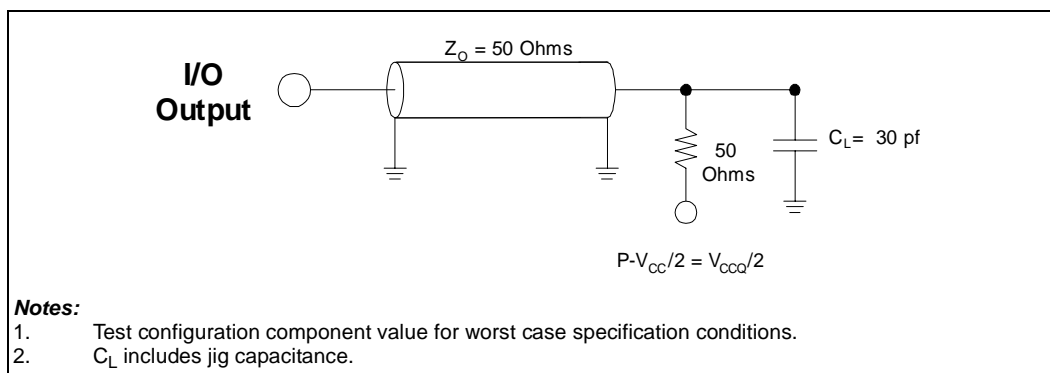 Z_O = 50 Ohms
I/O
Output
C_L= 30 pf
50
Ohms
P-V_CC/2 = V_CCQ/2
Notes:
1. Test configuration component value for worst case specification conditions.
2. C_L includes jig capacitance.